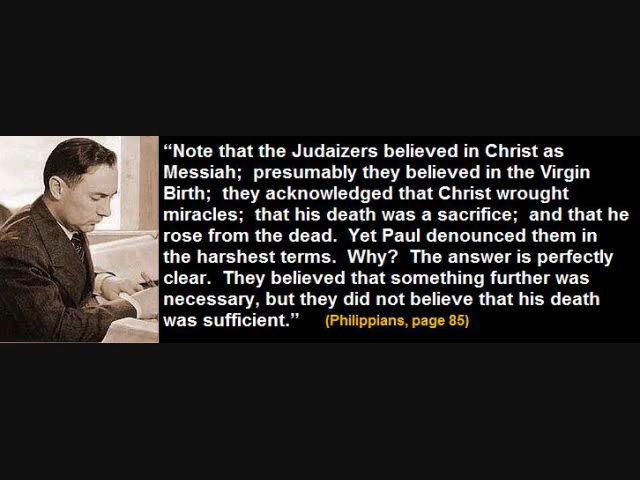 “Note that the Judaizers believed in Christ as
Messiah;  presumably they believed in the Virgin
Birth;  they acknowledged that Christ wrought
miracles;  that his death was a sacrifice;  and that he
rose from the dead.  Yet Paul denounced them in
the harshest terms.  Why?  The answer is perfectly
clear.  They believed that something further was
necessary, but they did not believe that his death
was sufficient.”     (Philippians, page 85)